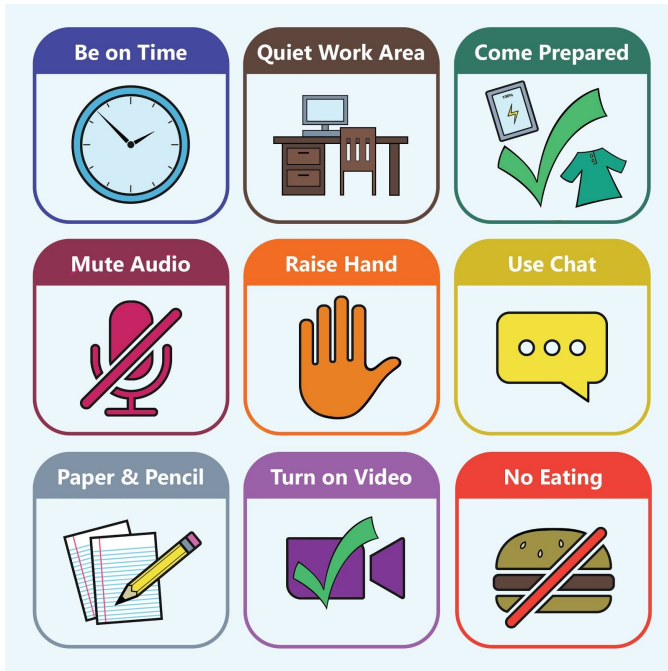 Be on Time
Quiet Work Area
Come Prepared
100%
Mute Audio
Raise Hand
Use Chat
Paper & Pencil
Turn on Video
No Eating